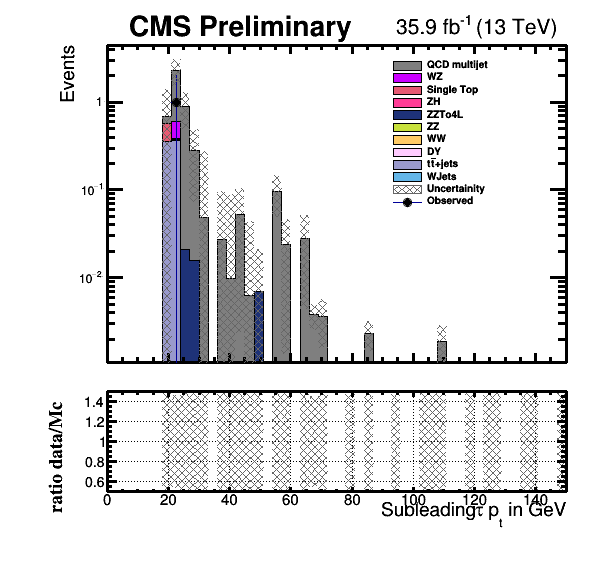 CMS Preliminary 35.9 fb⁻¹ (13 TeV)
Events
1
10⁻¹
10⁻²
QCD multijet
WZ
Single Top
ZH
ZZTo4L
ZZ
WW
DY
tt̄+jets
WJets
Uncertainity
Observed
ratio data/Mc
1.4
1.2
1
0.8
0.6
0 20 40 60 80 100 120 140
Subleadingτ pₜ in GeV